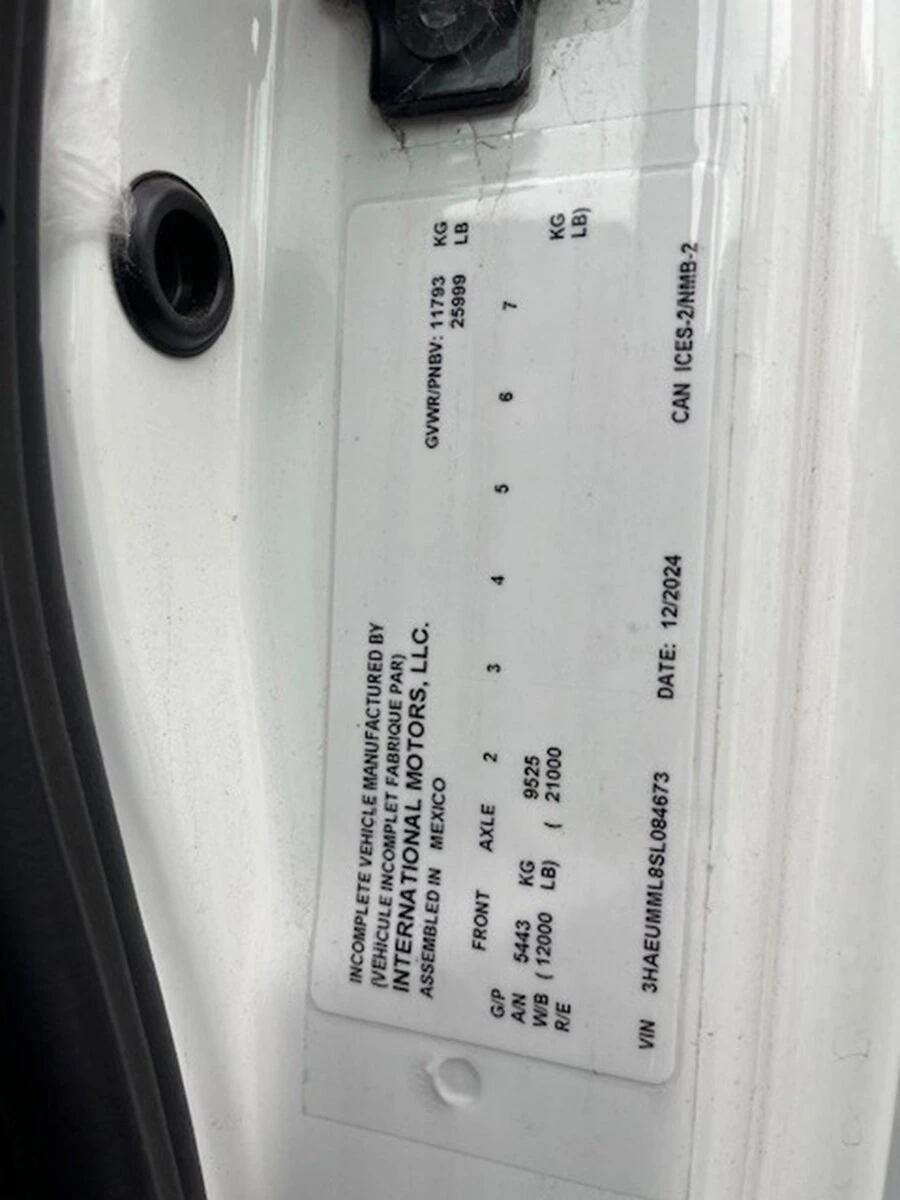 INCOMPLETE VEHICLE MANUFACTURED BY
(VEHICULE INCOMPLET FABRIQUE PAR)
INTERNATIONAL MOTORS, LLC.
ASSEMBLED IN MEXICO
GVWR/PNBV: 11793 KG
25999 LB
FRONT AXLE 2 3 4 5 6 7
G/P
A/N 5443 KG 9525 KG
W/B ( 12000 LB) ( 21000 LB)
R/E
VIN 3HAEUMML8SL084673 DATE: 12/2024 CAN ICES-2/NMB-2